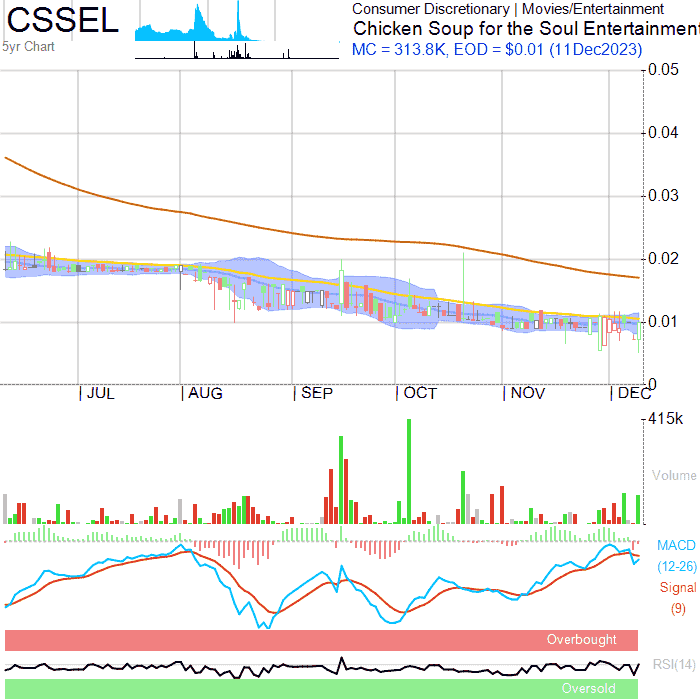 CSSEL
5yr Chart
Consumer Discretionary | Movies/Entertainment
Chicken Soup for the Soul Entertainment
MC = 313.8K, EOD = $0.01 (11Dec2023)
0.05
0.04
0.03
0.02
0.01
0
JUL AUG SEP OCT NOV DEC
415k
Volume
MACD
(12-26)
Signal
(9)
Overbought
RSI(14)
Oversold